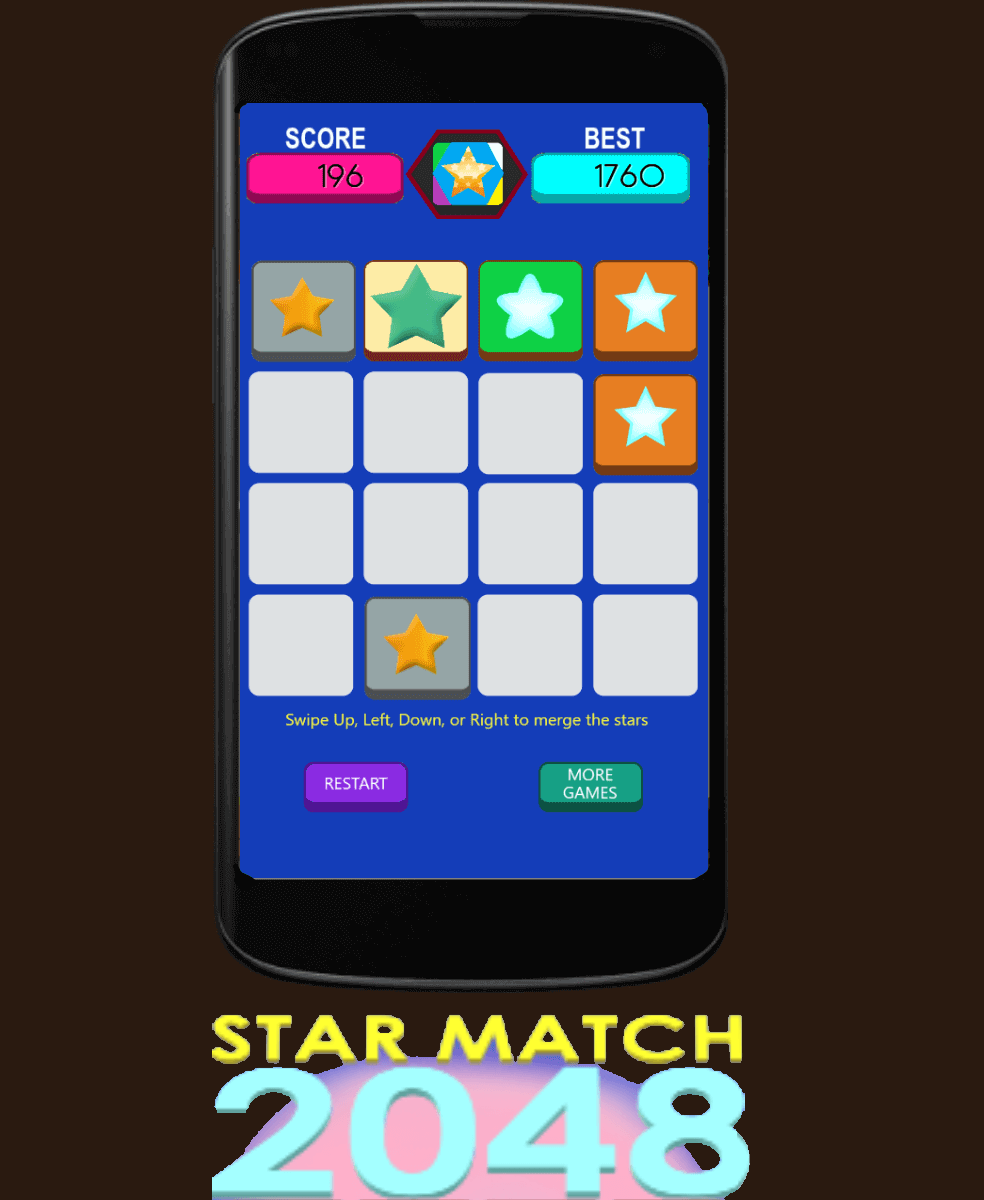 SCORE
BEST
196
1760
Swipe Up, Left, Down, or Right to merge the stars
RESTART
MORE
GAMES
STAR MATCH
2048